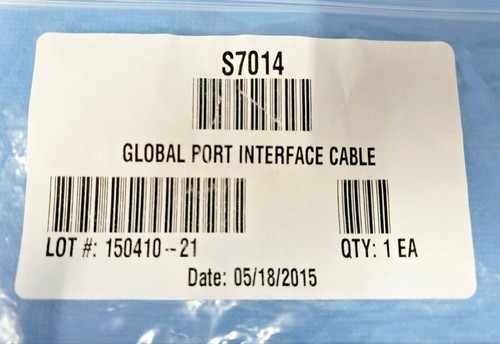 S7014
GLOBAL PORT INTERFACE CABLE
LOT #: 150410--21
QTY: 1 EA
Date: 05/18/2015